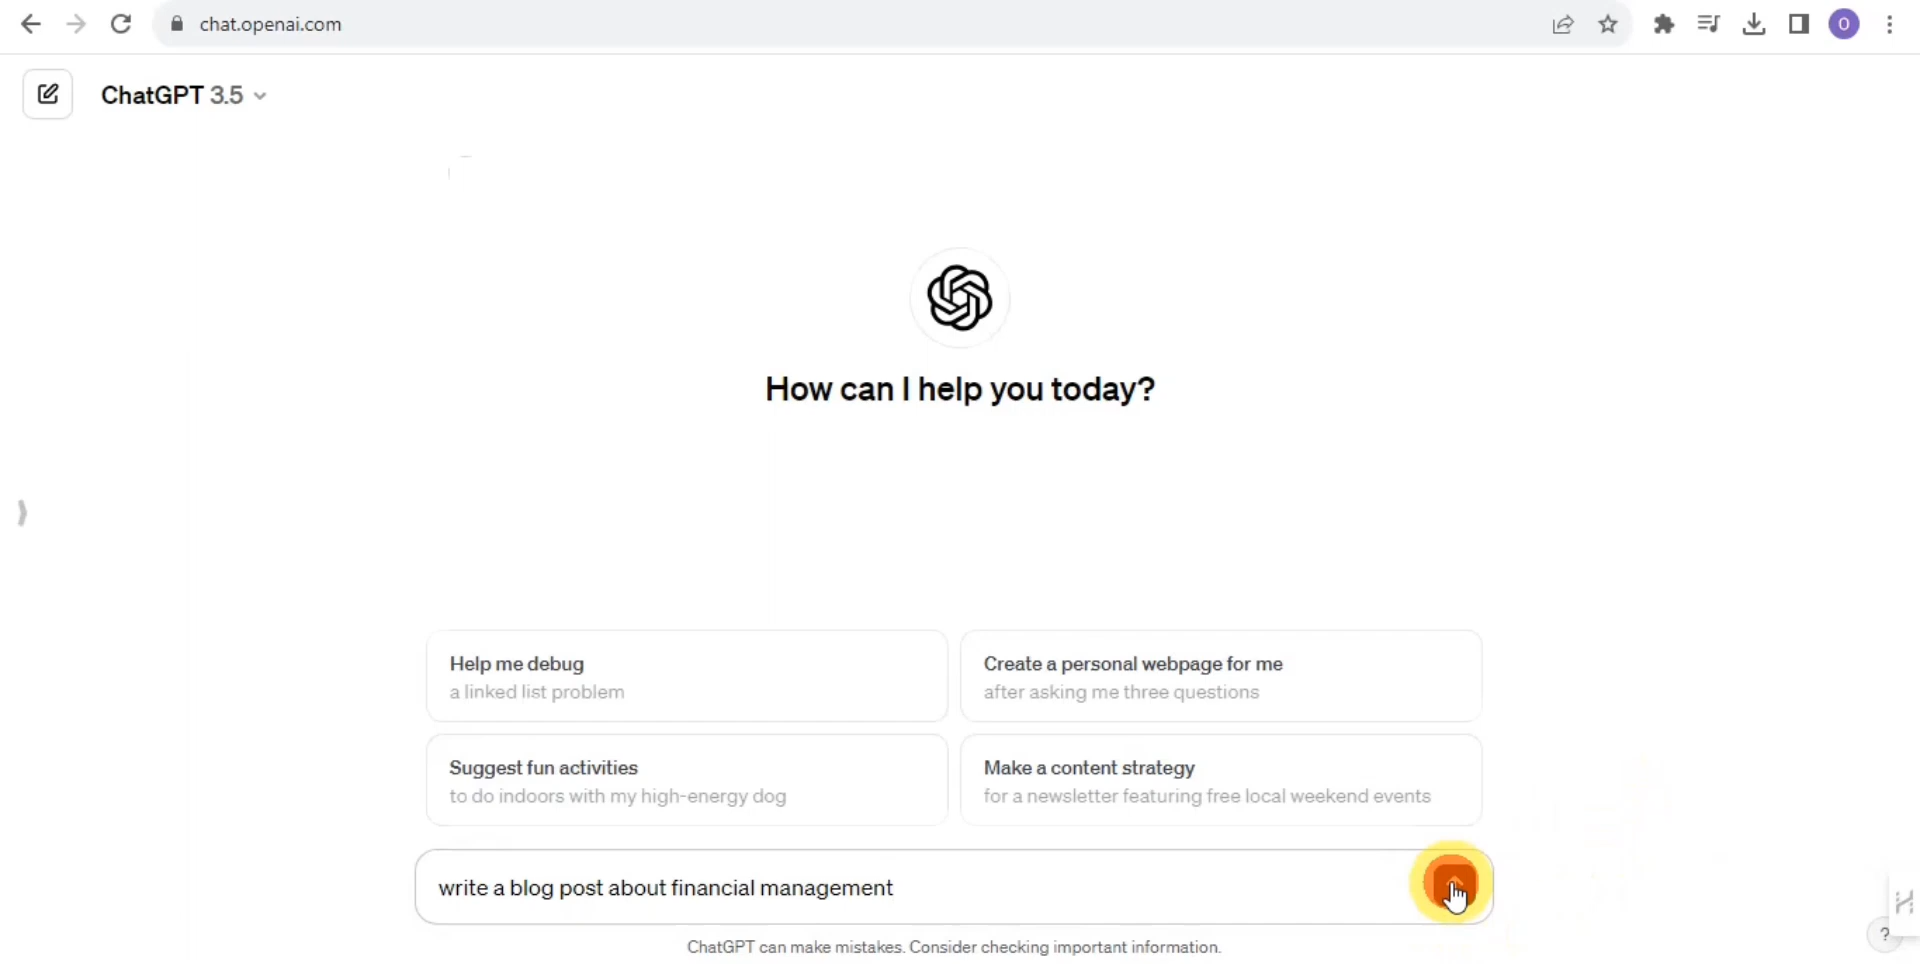 chat.openai.com
O
ChatGPT 3.5
How can I help you today?
Help me debug
a linked list problem
Create a personal webpage for me
after asking me three questions
Suggest fun activities
to do indoors with my high-energy dog
Make a content strategy
for a newsletter featuring free local weekend events
write a blog post about financial management
ChatGPT can make mistakes. Consider checking important information.
?